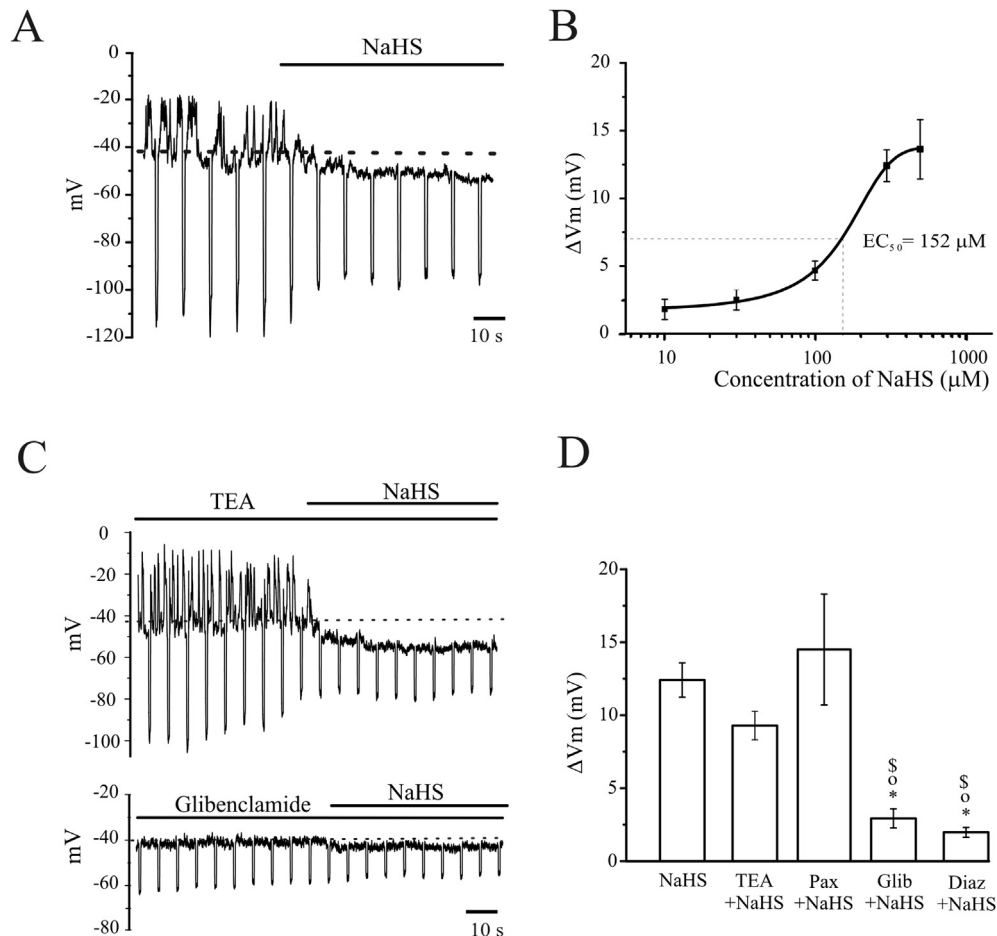 A
NaHS
0
-20
-40
-60
-80
-100
-120
mV
10 s
B
20
15
10
5
0
ΔVm (mV)
EC₅₀= 152 μM
10
100
1000
Concentration of NaHS (μM)
C
TEA
NaHS
0
-20
-40
-60
-80
-100
mV
Glibenclamide
NaHS
-20
-40
-60
-80
mV
10 s
D
20
15
10
5
0
ΔVm (mV)
$
o
*
$
o
*
NaHS
TEA
+NaHS
Pax
+NaHS
Glib
+NaHS
Diaz
+NaHS